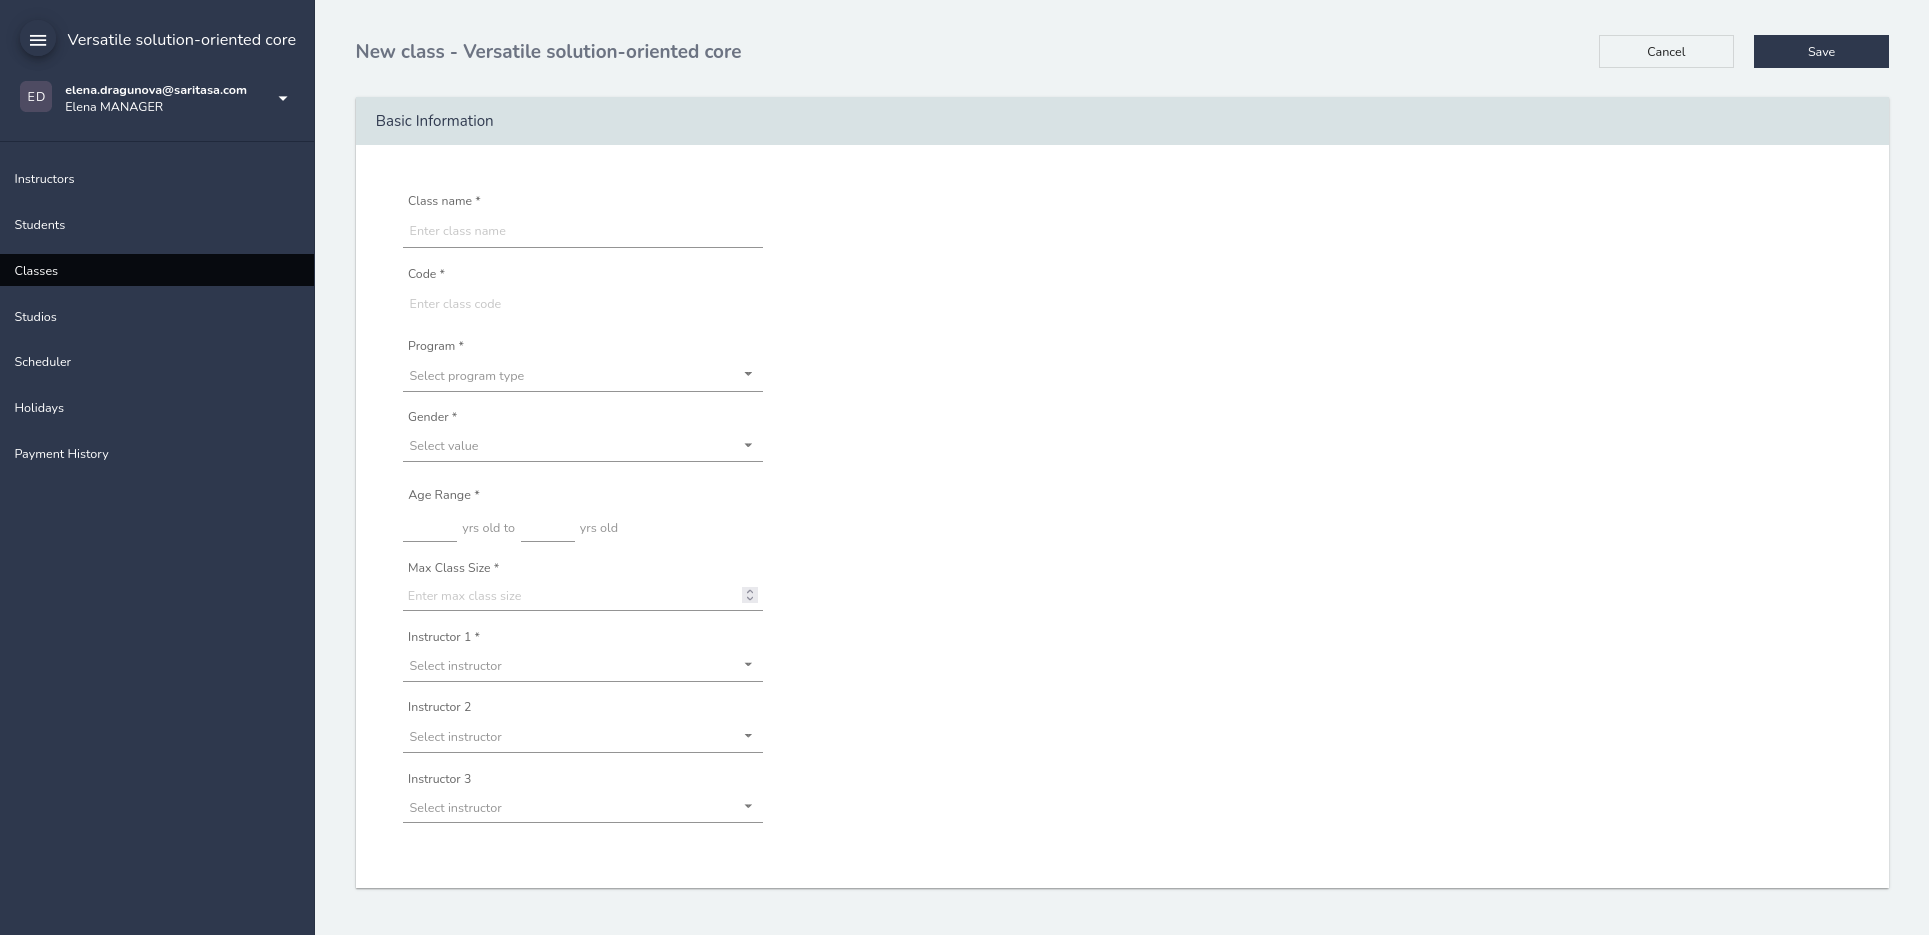 Versatile solution-oriented core
ED
elena.dragunova@saritasa.com
Elena MANAGER
Instructors
Students
Classes
Studios
Scheduler
Holidays
Payment History
New class - Versatile solution-oriented core
Cancel
Save
Basic Information
Class name *
Enter class name
Code *
Enter class code
Program *
Select program type
Gender *
Select value
Age Range *
yrs old to yrs old
Max Class Size *
Enter max class size
Instructor 1 *
Select instructor
Instructor 2
Select instructor
Instructor 3
Select instructor